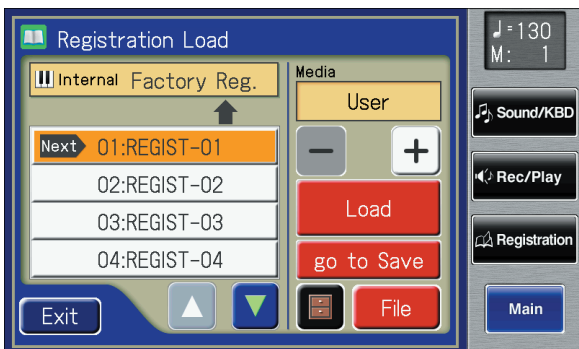 Registration Load
Internal Factory Reg.
Next 01:REGIST-01
02:REGIST-02
03:REGIST-03
04:REGIST-04
Exit
Media
User
− +
Load
go to Save
File
♩=130
M: 1
Sound/KBD
Rec/Play
Registration
Main